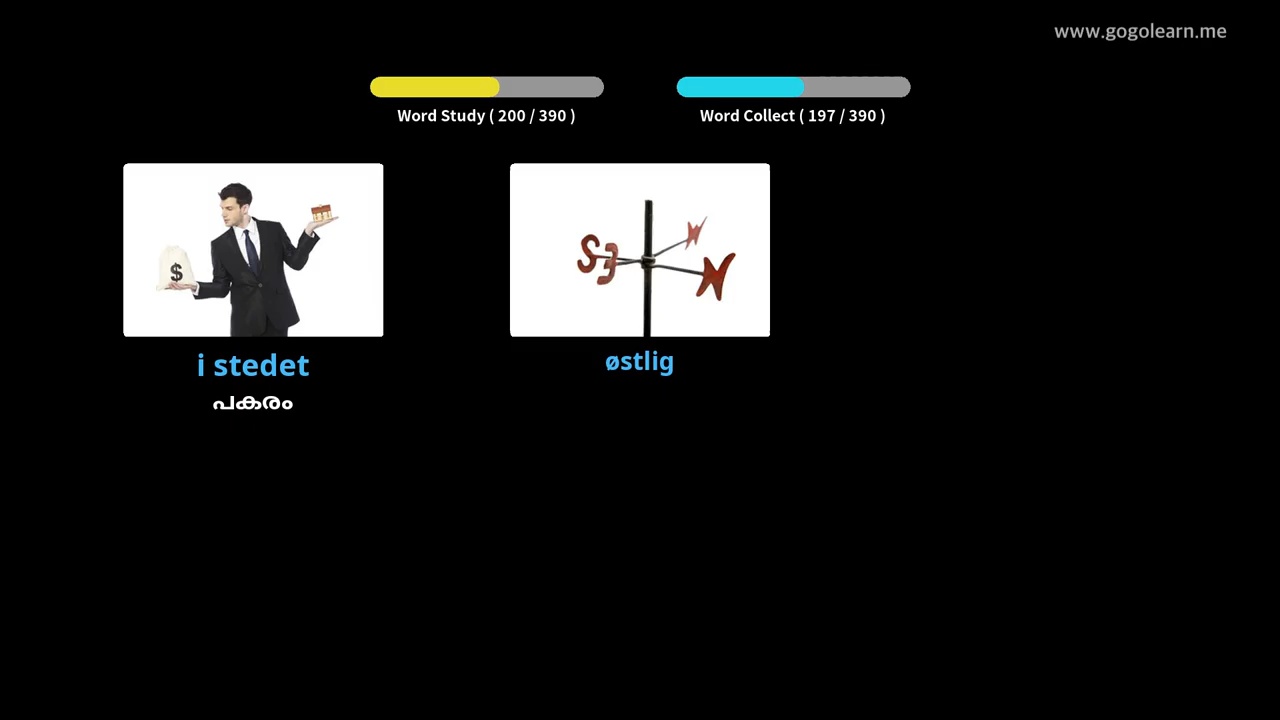 www.gogolearn.me
Word Study ( 200 / 390 )
Word Collect ( 197 / 390 )
$
S
i stedet
østlig
പകരം